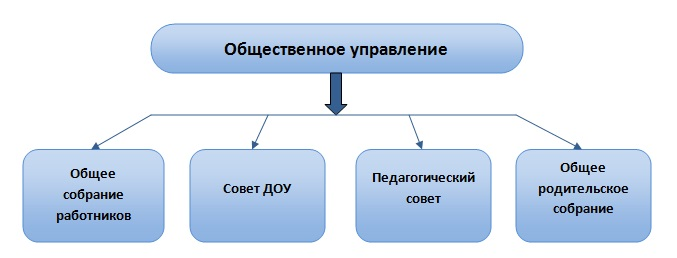 Общественное управление
Общее
собрание
работников
Совет ДОУ
Педагогический
совет
Общее
родительское
собрание